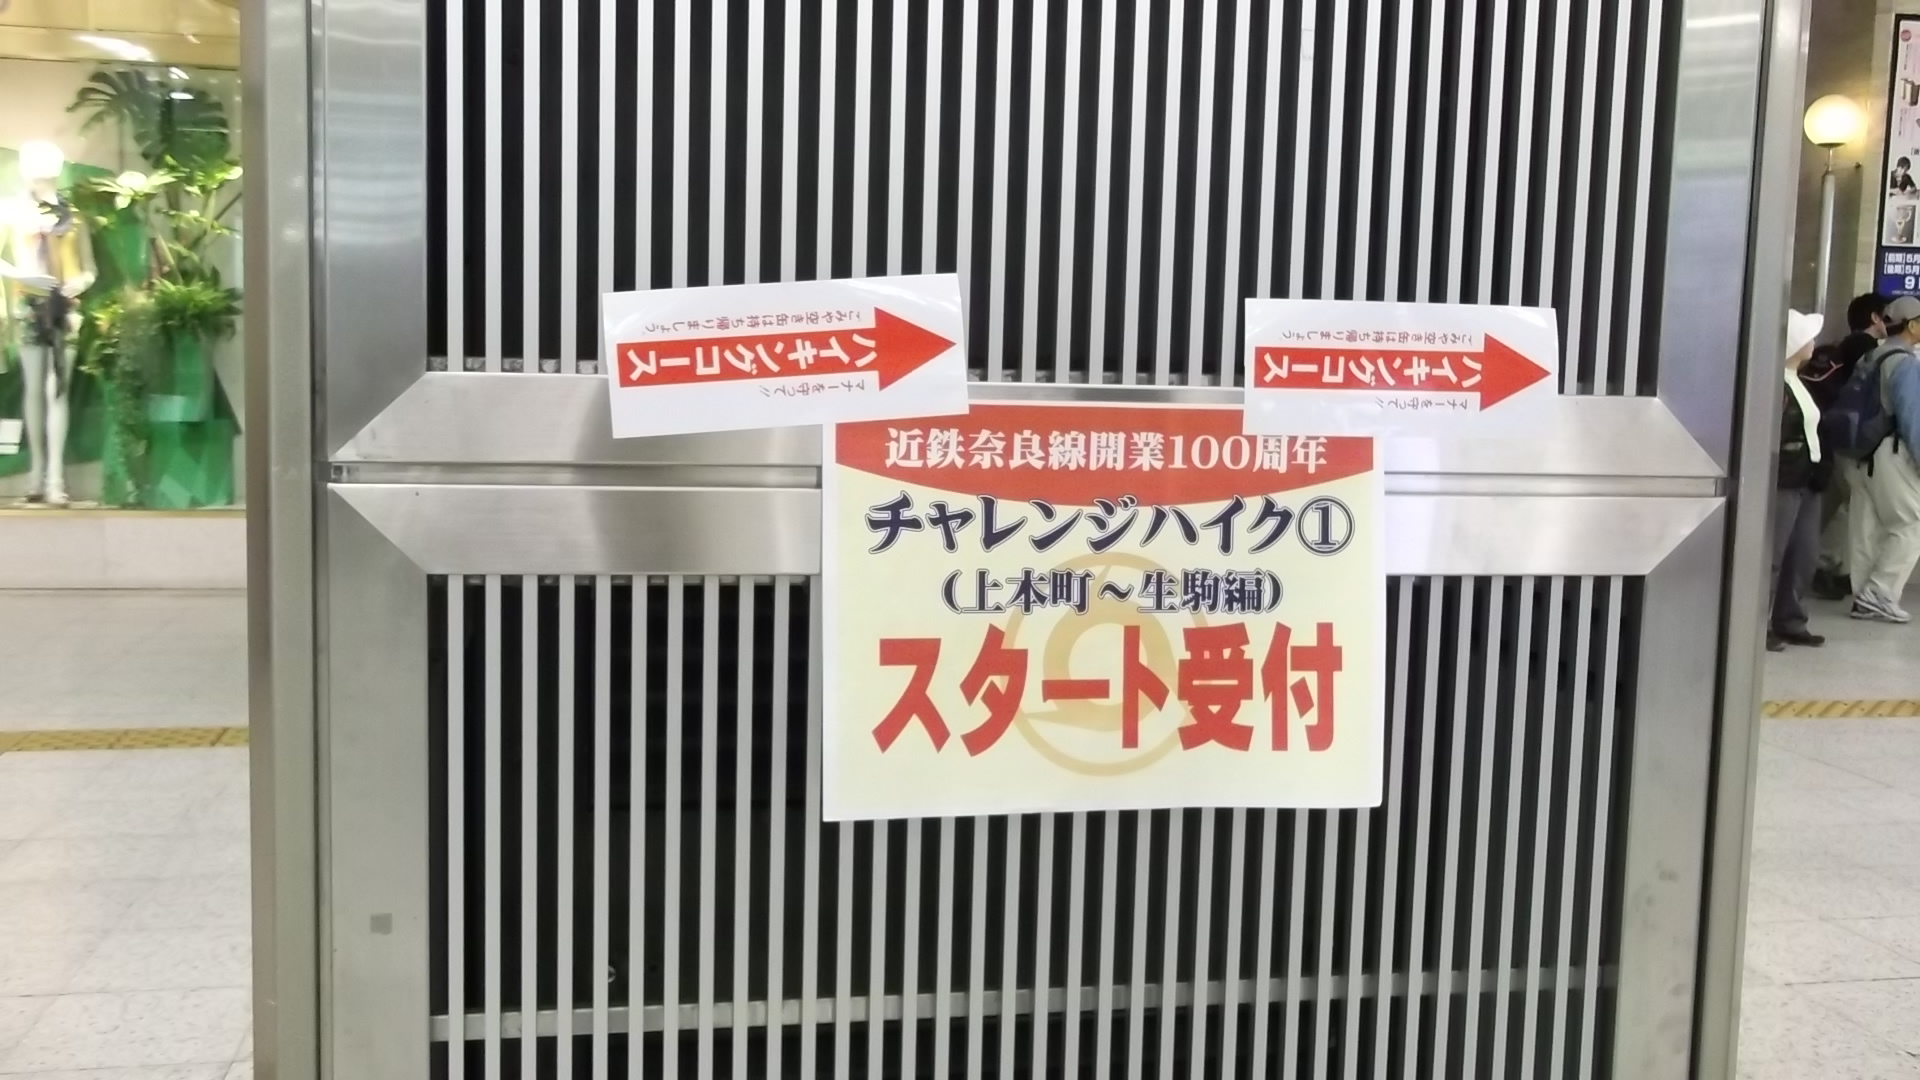 ごみや空き缶は持ち帰りましょう
ハイキングコース
マナーを守って!!
ごみや空き缶は持ち帰りましょう
ハイキングコース
マナーを守って!!
近鉄奈良線開業100周年
チャレンジハイク①
(上本町～生駒編)
スタート受付